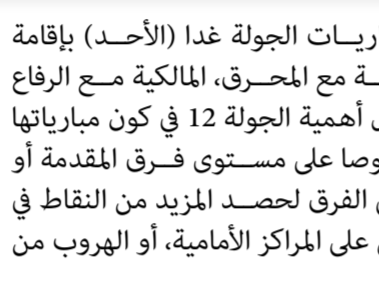 ريات الجولة غدا (الأحد) بإقامة
ـة مع المحرق، المالكية مع الرفاع
أهمية الجولة 12 في كون مبارياتها
وصا على مستوى فرق المقدمة أو
الفرق لحصد المزيد من النقاط في
على المراكز الأمامية، أو الهروب من